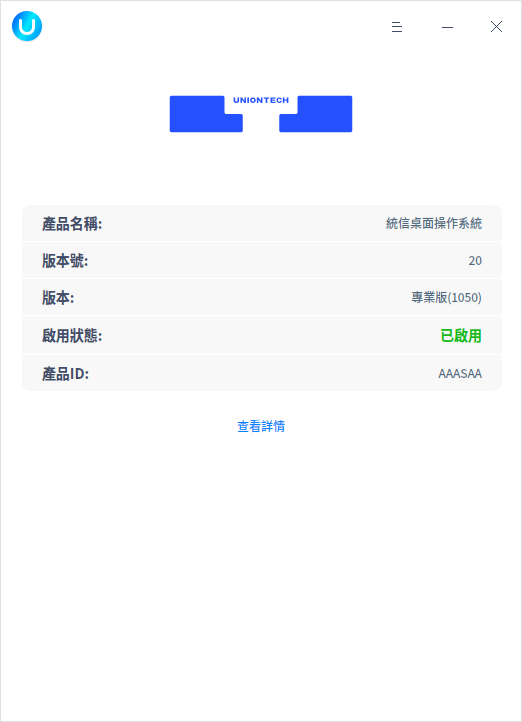 UNIONTECH
產品名稱: 統信桌面操作系統
版本號: 20
版本: 專業版(1050)
啟用狀態: 已啟用
產品ID: AAASAA
查看詳情